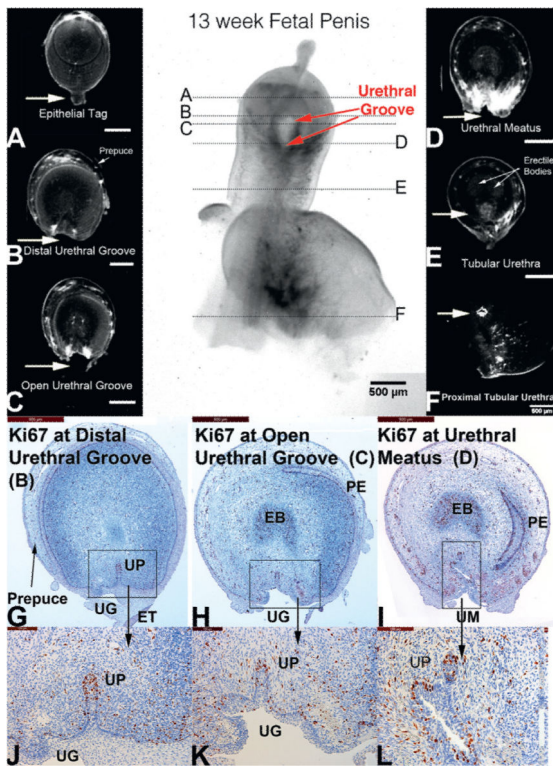 13 week Fetal Penis
Epithelial Tag
A
Prepuce
Distal Urethral Groove
B
Open Urethral Groove
C
A
B
C
Urethral
Groove
D
E
F
500 µm
Urethral Meatus
D
Erectile
Bodies
Tubular Urethra
E
F
Proximal Tubular Urethra
500 µm
Ki67 at Distal
Urethral Groove
(B)
UP
Prepuce
UG
ET
G
Ki67 at Open
Urethral Groove (C)
PE
EB
UG
H
Ki67 at Urethral
Meatus (D)
EB
PE
UM
I
UP
UG
J
UP
UG
K
UP
L